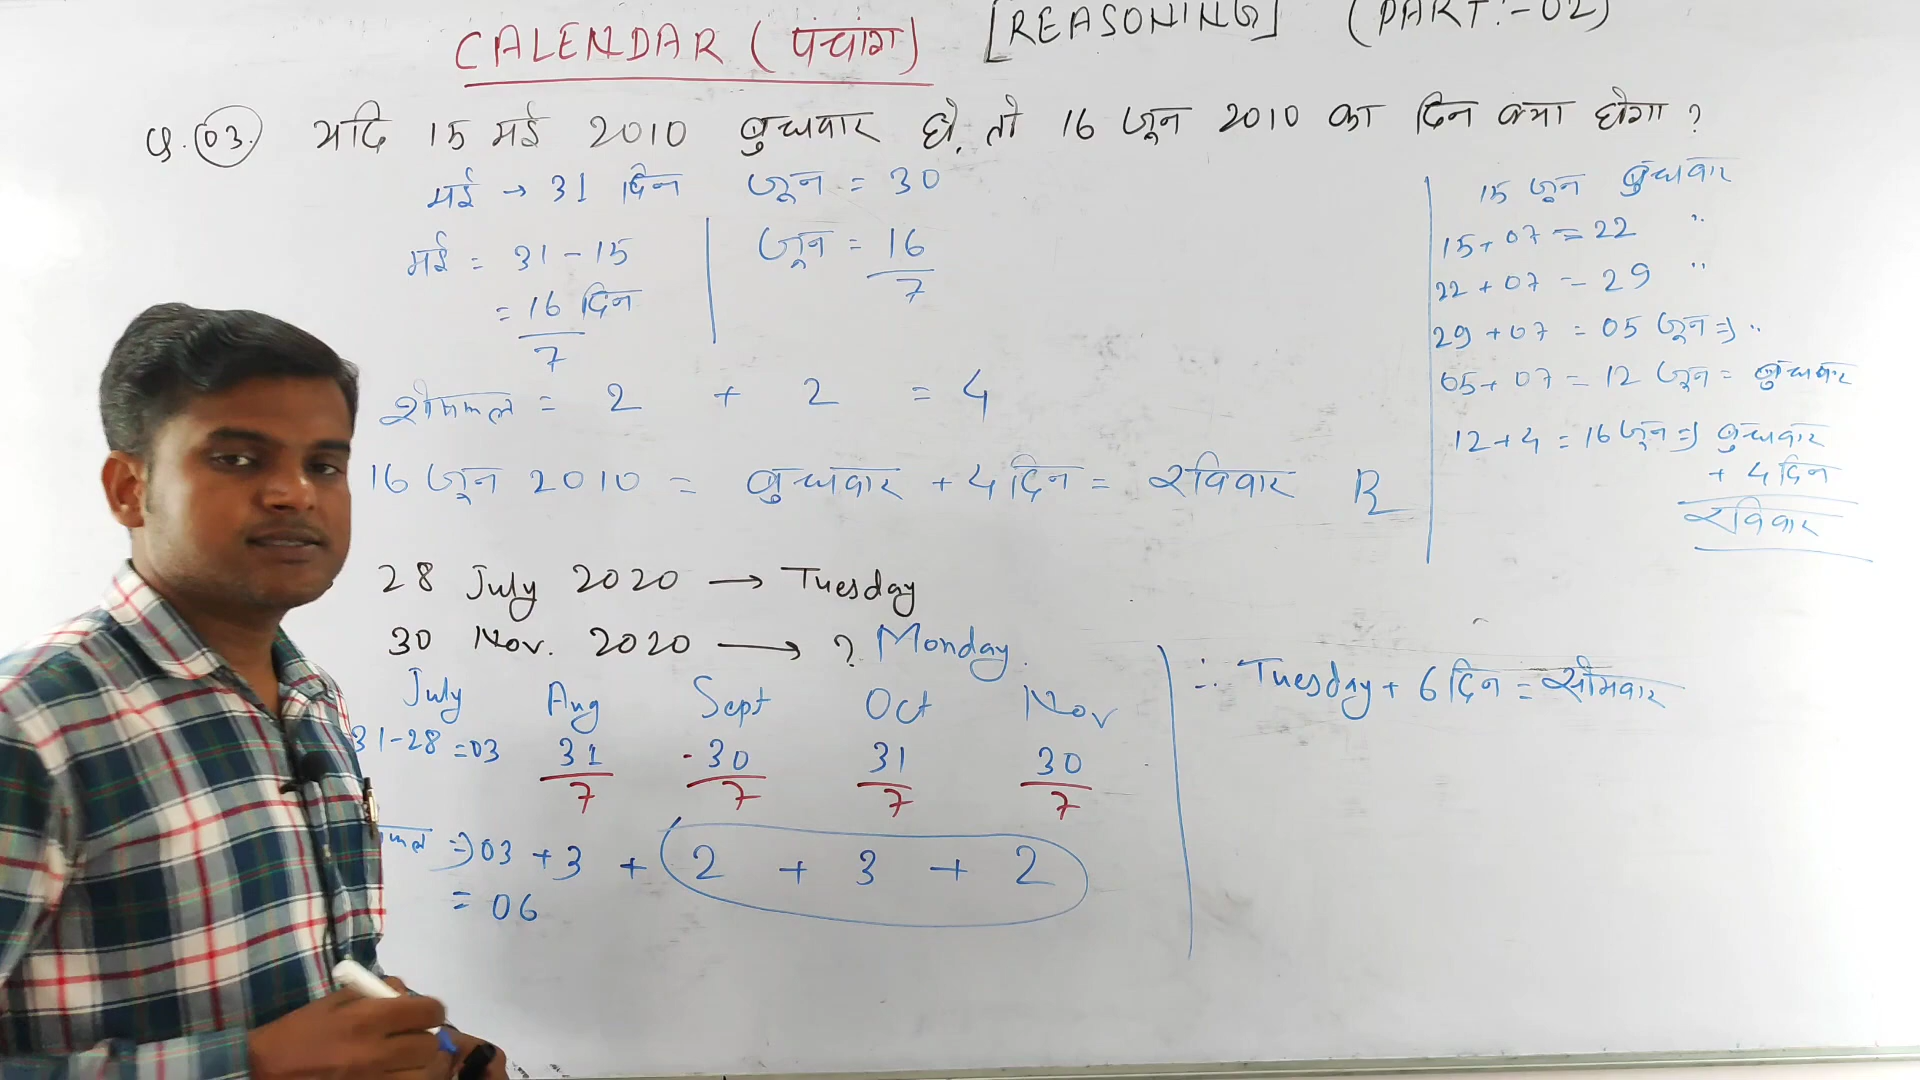 CALENDAR (पंचांग) [REASONING] (PART:-02)
Q.03. यदि 15 मई 2010 बुधवार हो, तो 16 जून 2010 का दिन क्या होगा ?
मई → 31 दिन जून = 30
मई = 31-15
= 16 दिन
7
जून = 16
7
शेषफल = 2 + 2 = 4
16 जून 2010 = बुधवार + 4 दिन = रविवार
15 जून बुधवार
15+07 = 22 "
22+07 = 29 "
29+07 = 05 जून ⇒ "
05+07 = 12 जून = बुधवार
12+4 = 16 जून ⇒ बुधवार
+ 4 दिन
रविवार
28 July 2020 → Tuesday
30 Nov. 2020 → ? Monday.
July Aug Sept Oct Nov
31-28=03 31 30 31 30
7 7 7 7
फल ⇒ 03 + 3 + 2 + 3 + 2
= 06
∴ Tuesday + 6 दिन = सोमवार